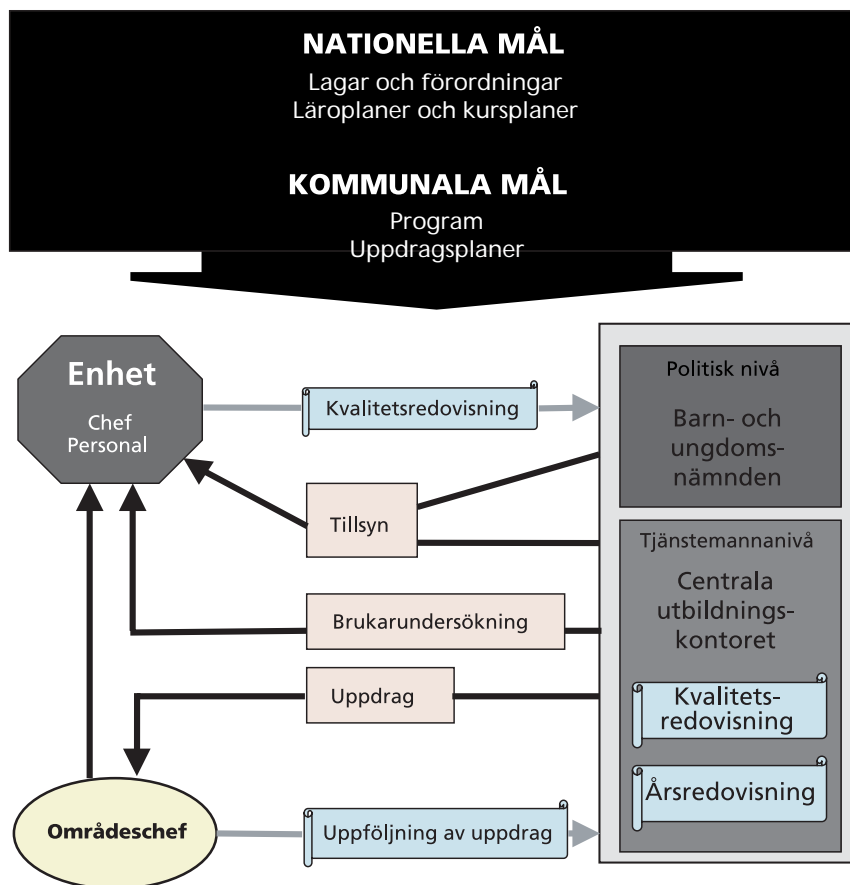 NATIONELLA MÅL
Lagar och förordningar
Läroplaner och kursplaner
KOMMUNALA MÅL
Program
Uppdragsplaner
Enhet
Chef
Personal
Kvalitetsredovisning
Politisk nivå
Barn- och
ungdoms-
nämnden
Tillsyn
Tjänstemannanivå
Centrala
utbildnings-
kontoret
Brukarundersökning
Uppdrag
Kvalitets-
redovisning
Årsredovisning
Områdeschef
Uppföljning av uppdrag